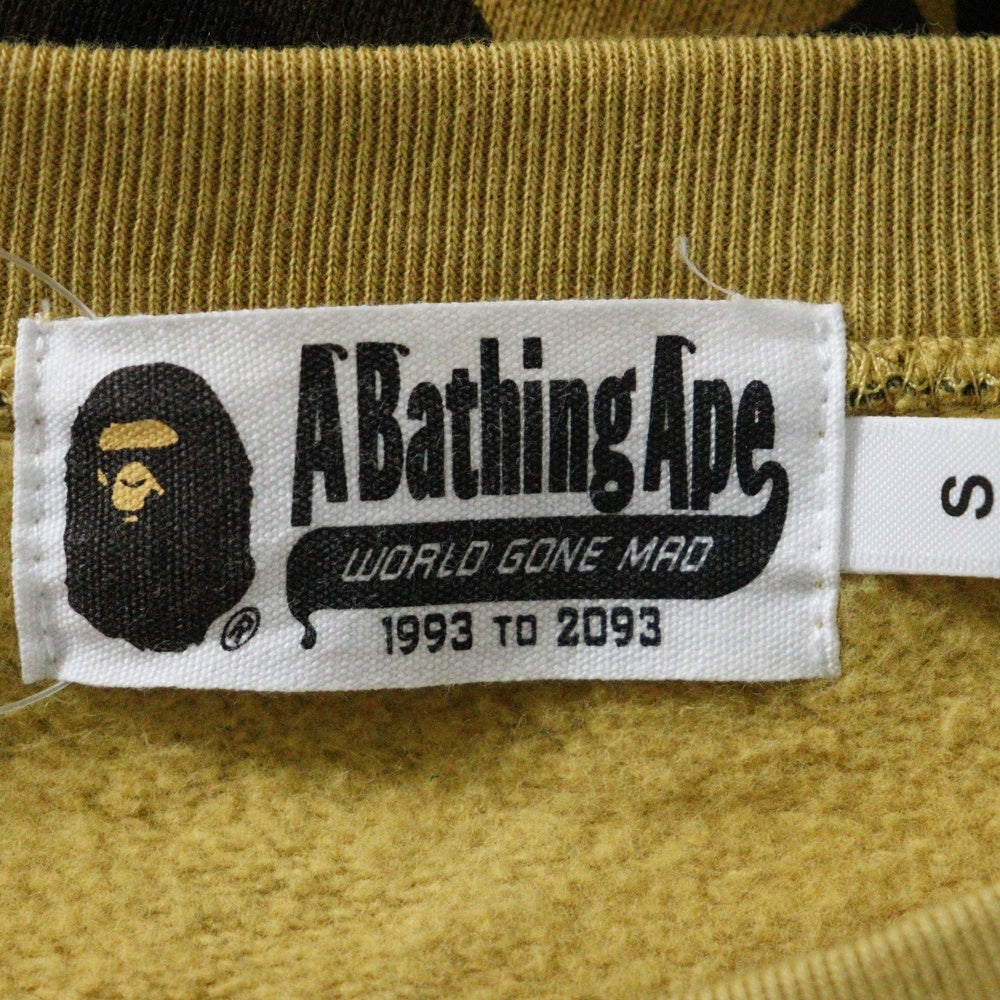 A Bathing Ape
WORLD GONE MAD
1993 TO 2093
®
S